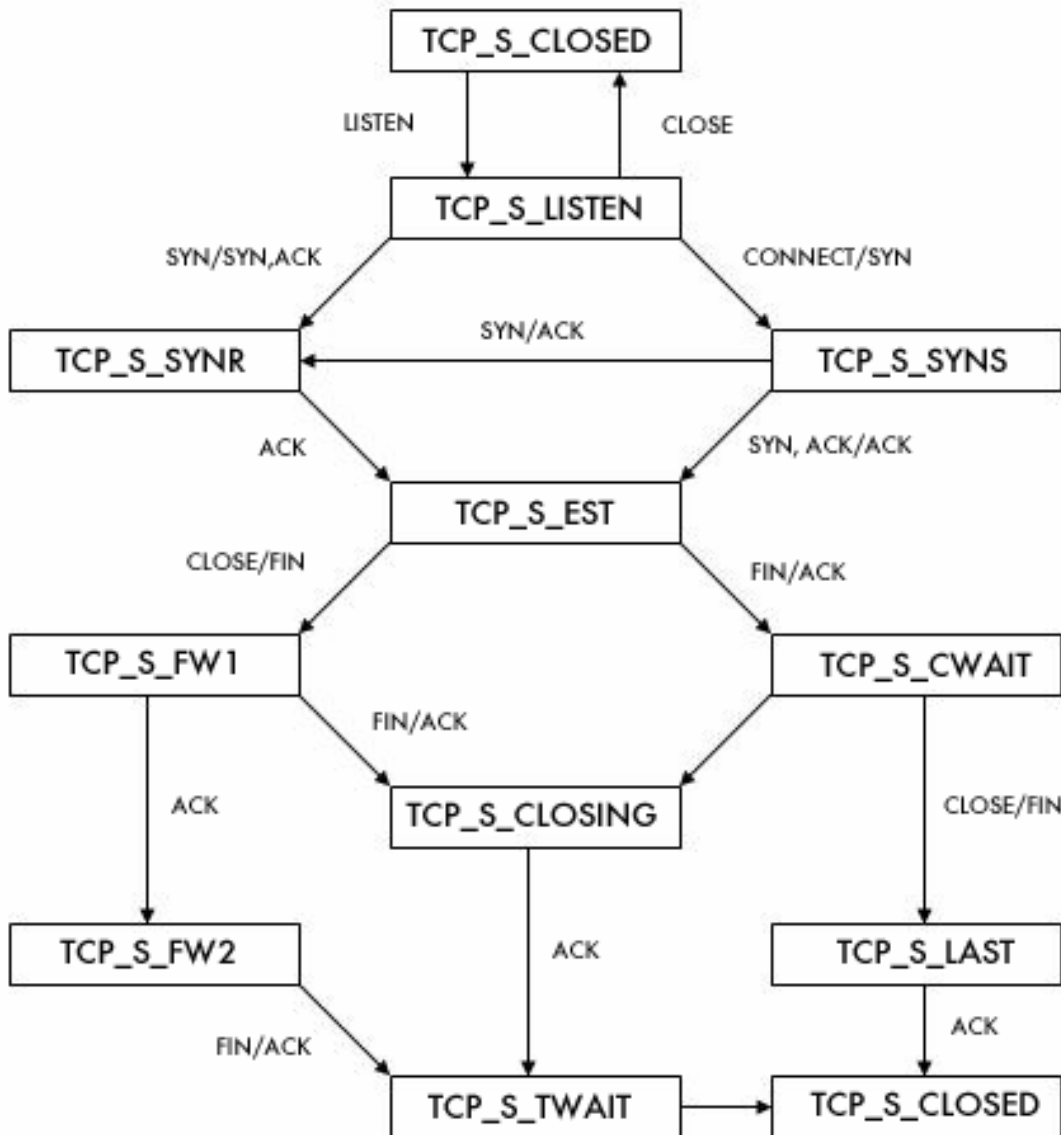 TCP_S_CLOSED
LISTEN
CLOSE
TCP_S_LISTEN
SYN/SYN,ACK
CONNECT/SYN
SYN/ACK
TCP_S_SYNR
TCP_S_SYNS
ACK
SYN, ACK/ACK
TCP_S_EST
CLOSE/FIN
FIN/ACK
TCP_S_FW1
TCP_S_CWAIT
FIN/ACK
ACK
TCP_S_CLOSING
CLOSE/FIN
TCP_S_FW2
ACK
TCP_S_LAST
FIN/ACK
ACK
TCP_S_TWAIT
TCP_S_CLOSED